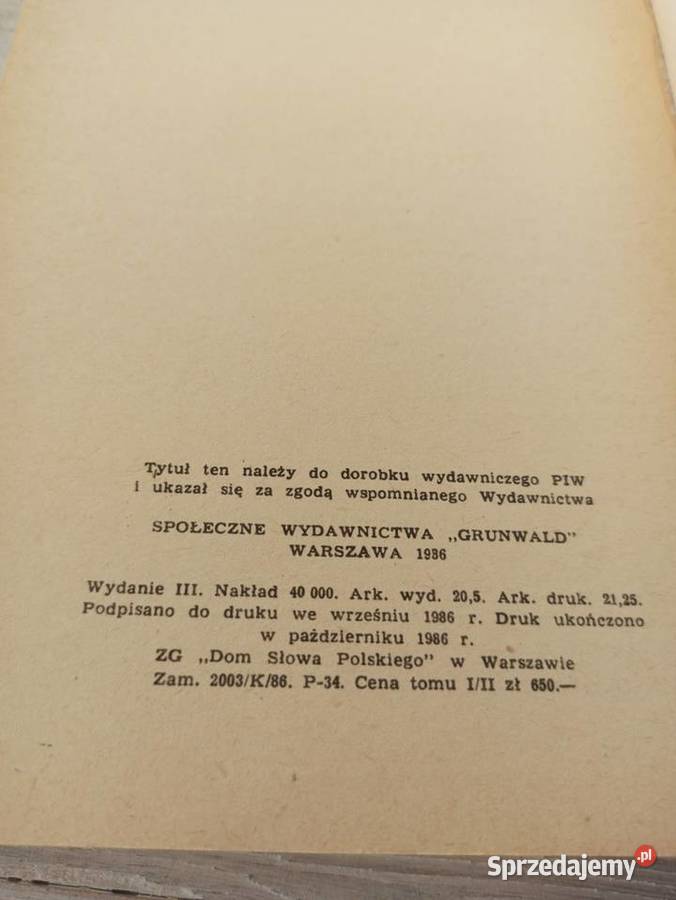 Tytuł ten należy do dorobku wydawniczego PIW
i ukazał się za zgodą wspomnianego Wydawnictwa
SPOŁECZNE WYDAWNICTWA „GRUNWALD"
WARSZAWA 1986
Wydanie III. Nakład 40 000. Ark. wyd. 20,5. Ark. druk. 21,25.
Podpisano do druku we wrześniu 1986 r. Druk ukończono
w październiku 1986 r.
ZG „Dom Słowa Polskiego" w Warszawie
Zam. 2003/K/86. P-34. Cena tomu I/II zł 650.—
Sprzedajemy.pl